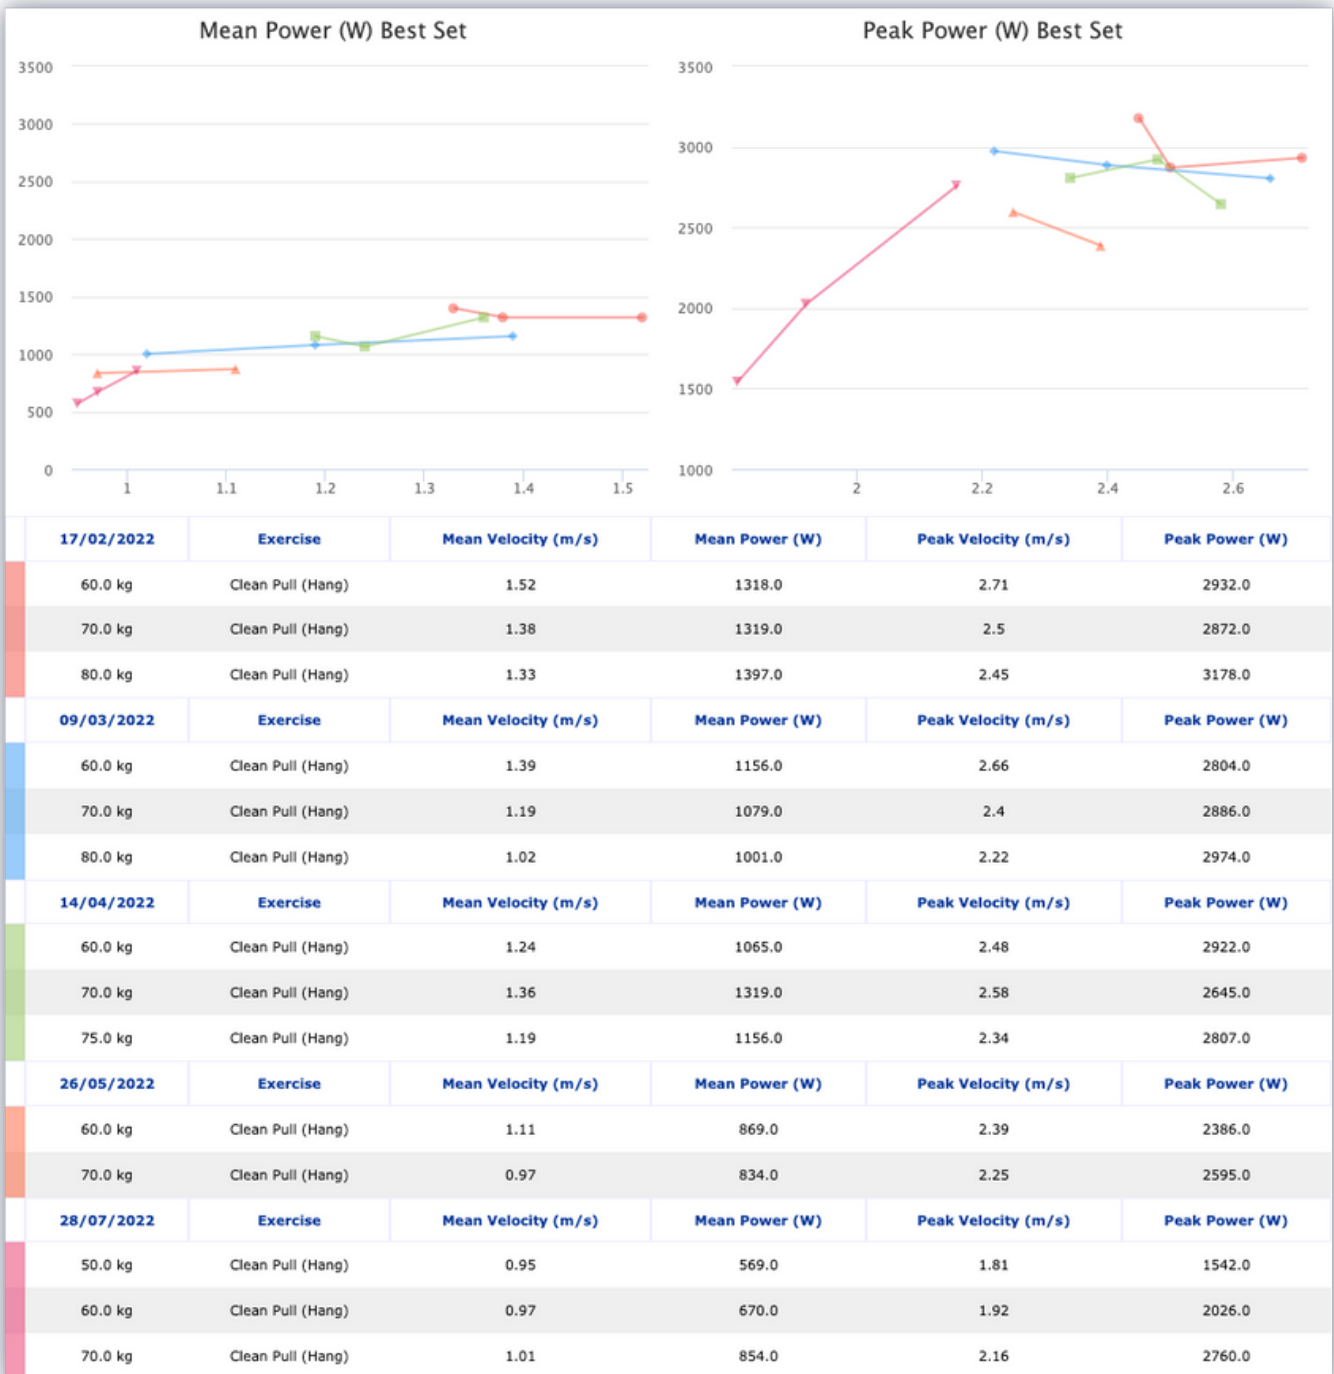 Mean Power (W) Best Set
3500
3000
2500
2000
1500
1000
500
0
1 1.1 1.2 1.3 1.4 1.5
Peak Power (W) Best Set
3500
3000
2500
2000
1500
1000
2 2.2 2.4 2.6
17/02/2022 Exercise Mean Velocity (m/s) Mean Power (W) Peak Velocity (m/s) Peak Power (W)
60.0 kg Clean Pull (Hang) 1.52 1318.0 2.71 2932.0
70.0 kg Clean Pull (Hang) 1.38 1319.0 2.5 2872.0
80.0 kg Clean Pull (Hang) 1.33 1397.0 2.45 3178.0
09/03/2022 Exercise Mean Velocity (m/s) Mean Power (W) Peak Velocity (m/s) Peak Power (W)
60.0 kg Clean Pull (Hang) 1.39 1156.0 2.66 2804.0
70.0 kg Clean Pull (Hang) 1.19 1079.0 2.4 2886.0
80.0 kg Clean Pull (Hang) 1.02 1001.0 2.22 2974.0
14/04/2022 Exercise Mean Velocity (m/s) Mean Power (W) Peak Velocity (m/s) Peak Power (W)
60.0 kg Clean Pull (Hang) 1.24 1065.0 2.48 2922.0
70.0 kg Clean Pull (Hang) 1.36 1319.0 2.58 2645.0
75.0 kg Clean Pull (Hang) 1.19 1156.0 2.34 2807.0
26/05/2022 Exercise Mean Velocity (m/s) Mean Power (W) Peak Velocity (m/s) Peak Power (W)
60.0 kg Clean Pull (Hang) 1.11 869.0 2.39 2386.0
70.0 kg Clean Pull (Hang) 0.97 834.0 2.25 2595.0
28/07/2022 Exercise Mean Velocity (m/s) Mean Power (W) Peak Velocity (m/s) Peak Power (W)
50.0 kg Clean Pull (Hang) 0.95 569.0 1.81 1542.0
60.0 kg Clean Pull (Hang) 0.97 670.0 1.92 2026.0
70.0 kg Clean Pull (Hang) 1.01 854.0 2.16 2760.0